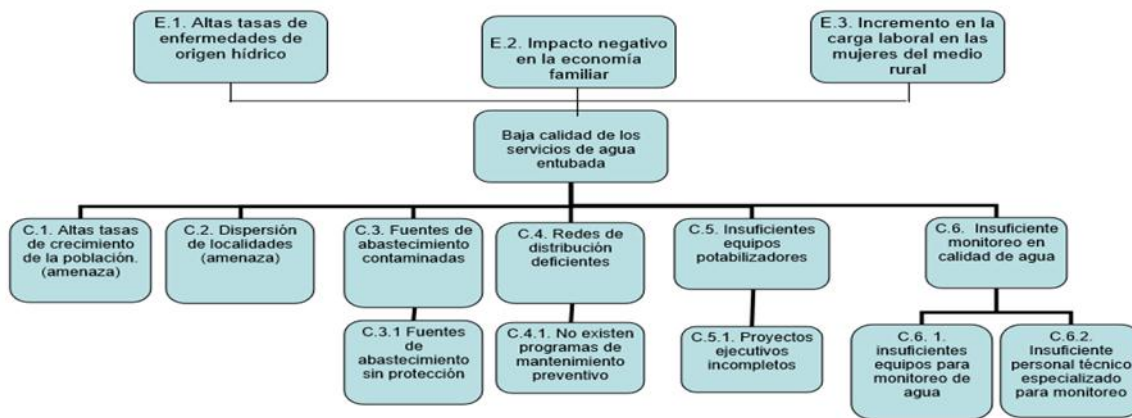 E.1. Altas tasas de
enfermedades de
origen hídrico
E.2. Impacto negativo
en la economía
familiar
E.3. Incremento en la
carga laboral en las
mujeres del medio
rural
Baja calidad de los
servicios de agua
entubada
C.1. Altas tasas
de crecimiento
de la población.
(amenaza)
C.2. Dispersión
de localidades
(amenaza)
C.3. Fuentes de
abastecimiento
contaminadas
C.4. Redes de
distribución
deficientes
C.5. Insuficientes
equipos
potabilizadores
C.6. Insuficiente
monitoreo en
calidad de agua
C.3.1 Fuentes
de
abastecimiento
sin protección
C.4.1. No existen
programas de
mantenimiento
preventivo
C.5.1. Proyectos
ejecutivos
incompletos
C.6. 1.
insuficientes
equipos para
monitoreo de
agua
C.6.2.
Insuficiente
personal técnico
especializado
para monitoreo